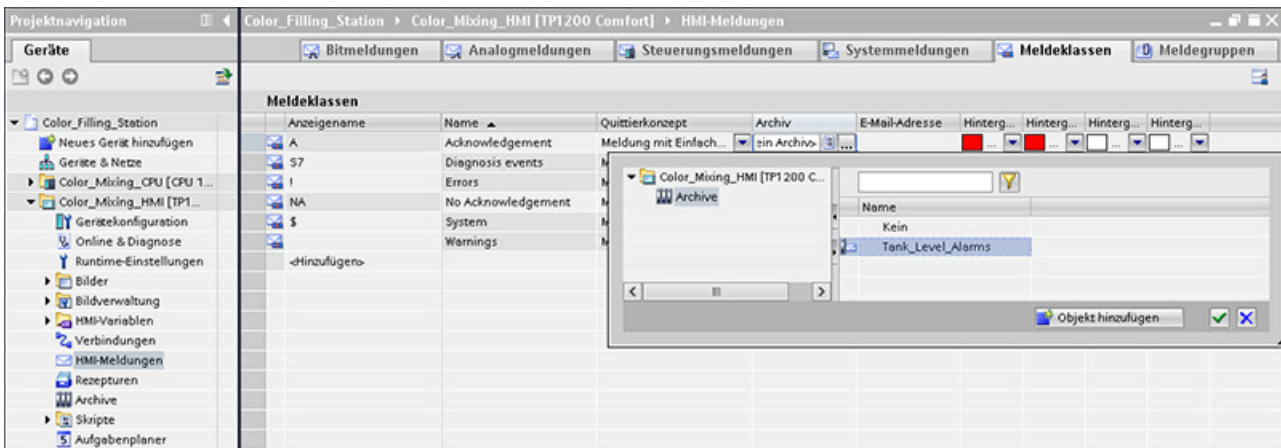 Projektnavigation
Color_Filling_Station ▸ Color_Mixing_HMI [TP1200 Comfort] ▸ HMI-Meldungen
Geräte
Bitmeldungen
Analogmeldungen
Steuerungsmeldungen
Systemmeldungen
Meldeklassen
Meldegruppen
Meldeklassen
Anzeigename Name Quittierkonzept Archiv E-Mail-Adresse Hinterg... Hinterg... Hinterg... Hinterg...
A Acknowledgement Meldung mit Einfach... ein Archiv> ...
S7 Diagnosis events
! Errors
NA No Acknowledgement
$ System
Warnings
<Hinzufügen>
Color_Filling_Station
Neues Gerät hinzufügen
Geräte & Netze
Color_Mixing_CPU [CPU 1...
Color_Mixing_HMI [TP1...
Gerätekonfiguration
Online & Diagnose
Runtime-Einstellungen
Bilder
Bildverwaltung
HMI-Variablen
Verbindungen
HMI-Meldungen
Rezepturen
Archive
Skripte
Aufgabenplaner
Color_Mixing_HMI [TP1200 C...
Archive
Name
Kein
Tank_Level_Alarms
Objekt hinzufügen